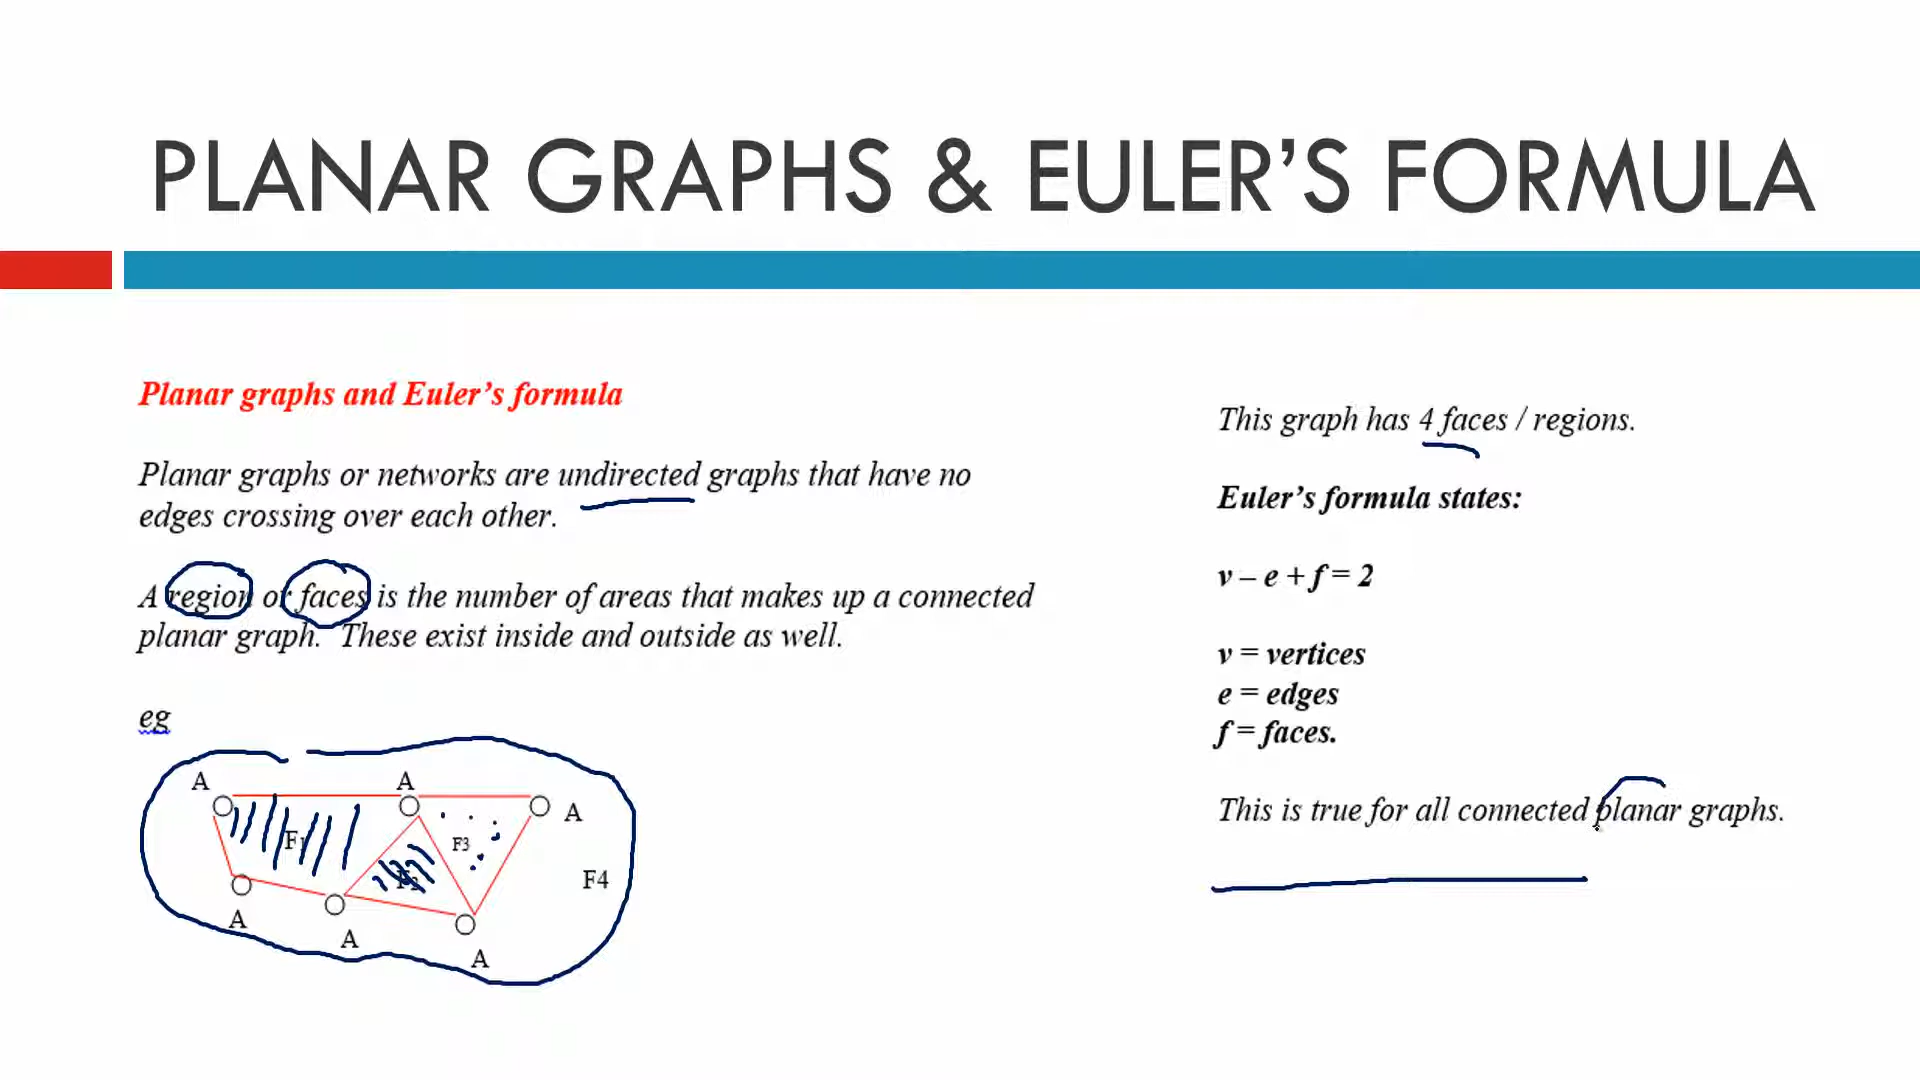 PLANAR GRAPHS & EULER’S FORMULA
Planar graphs and Euler’s formula
Planar graphs or networks are undirected graphs that have no
edges crossing over each other.
A region or faces is the number of areas that makes up a connected
planar graph. These exist inside and outside as well.
eg
A A
A
F1 F3
F2 F4
A
A
A
This graph has 4 faces / regions.
Euler’s formula states:
v – e + f = 2
v = vertices
e = edges
f = faces.
This is true for all connected planar graphs.